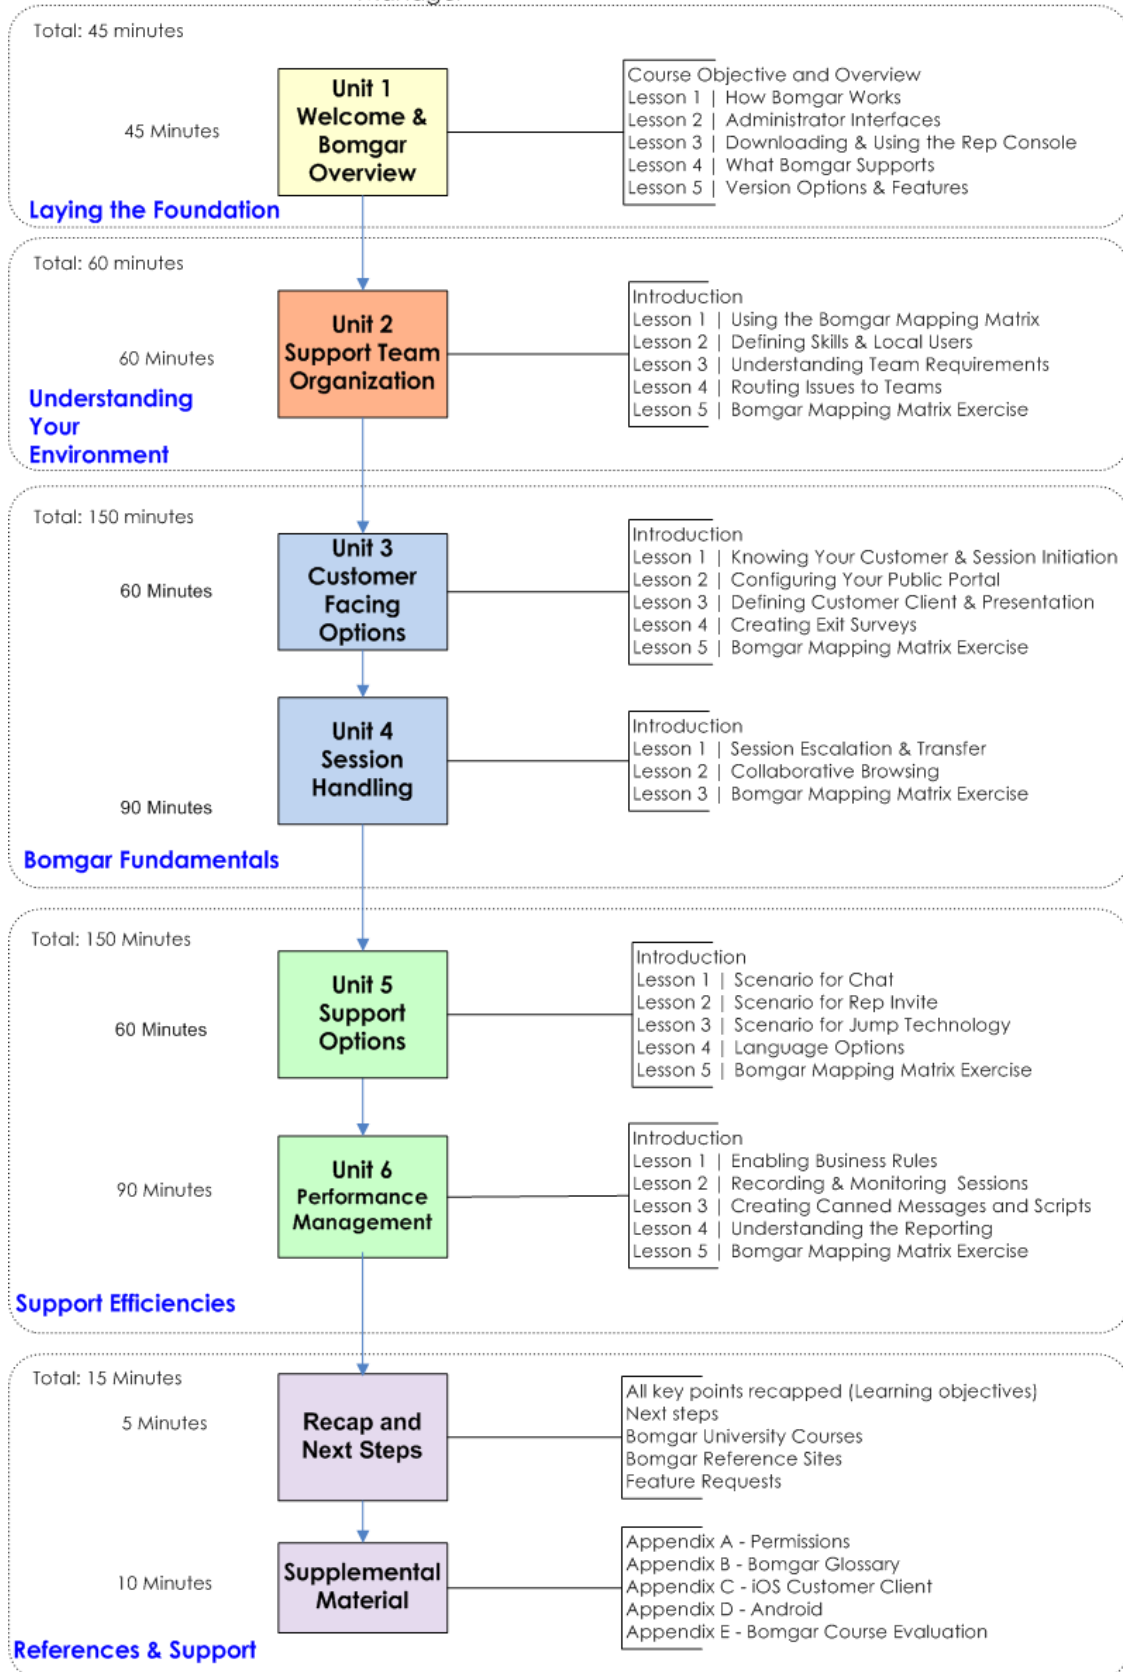 Total: 45 minutes
Unit 1
Welcome &
Bomgar
Overview
45 Minutes
Course Objective and Overview
Lesson 1 | How Bomgar Works
Lesson 2 | Administrator Interfaces
Lesson 3 | Downloading & Using the Rep Console
Lesson 4 | What Bomgar Supports
Lesson 5 | Version Options & Features
Laying the Foundation
Total: 60 minutes
Unit 2
Support Team
Organization
60 Minutes
Introduction
Lesson 1 | Using the Bomgar Mapping Matrix
Lesson 2 | Defining Skills & Local Users
Lesson 3 | Understanding Team Requirements
Lesson 4 | Routing Issues to Teams
Lesson 5 | Bomgar Mapping Matrix Exercise
Understanding
Your
Environment
Total: 150 minutes
Unit 3
Customer
Facing
Options
60 Minutes
Introduction
Lesson 1 | Knowing Your Customer & Session Initiation
Lesson 2 | Configuring Your Public Portal
Lesson 3 | Defining Customer Client & Presentation
Lesson 4 | Creating Exit Surveys
Lesson 5 | Bomgar Mapping Matrix Exercise
Unit 4
Session
Handling
90 Minutes
Introduction
Lesson 1 | Session Escalation & Transfer
Lesson 2 | Collaborative Browsing
Lesson 3 | Bomgar Mapping Matrix Exercise
Bomgar Fundamentals
Total: 150 Minutes
Unit 5
Support
Options
60 Minutes
Introduction
Lesson 1 | Scenario for Chat
Lesson 2 | Scenario for Rep Invite
Lesson 3 | Scenario for Jump Technology
Lesson 4 | Language Options
Lesson 5 | Bomgar Mapping Matrix Exercise
Unit 6
Performance
Management
90 Minutes
Introduction
Lesson 1 | Enabling Business Rules
Lesson 2 | Recording & Monitoring Sessions
Lesson 3 | Creating Canned Messages and Scripts
Lesson 4 | Understanding the Reporting
Lesson 5 | Bomgar Mapping Matrix Exercise
Support Efficiencies
Total: 15 Minutes
5 Minutes
Recap and
Next Steps
All key points recapped (Learning objectives)
Next steps
Bomgar University Courses
Bomgar Reference Sites
Feature Requests
10 Minutes
Supplemental
Material
Appendix A - Permissions
Appendix B - Bomgar Glossary
Appendix C - iOS Customer Client
Appendix D - Android
Appendix E - Bomgar Course Evaluation
References & Support